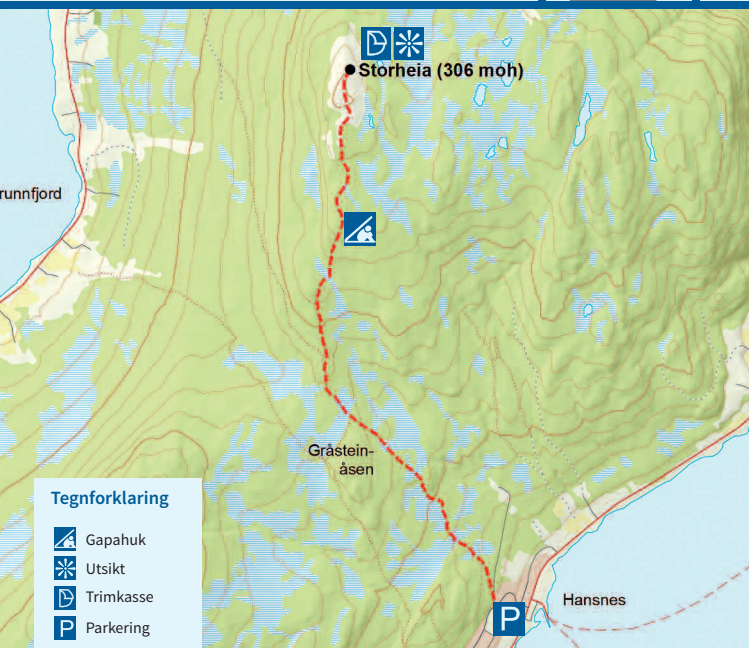 Storheia (306 moh)
runnfjord
Gråstein-
åsen
Tegnforklaring
Gapahuk
Utsikt
Trimkasse
P Parkering
P
Hansnes